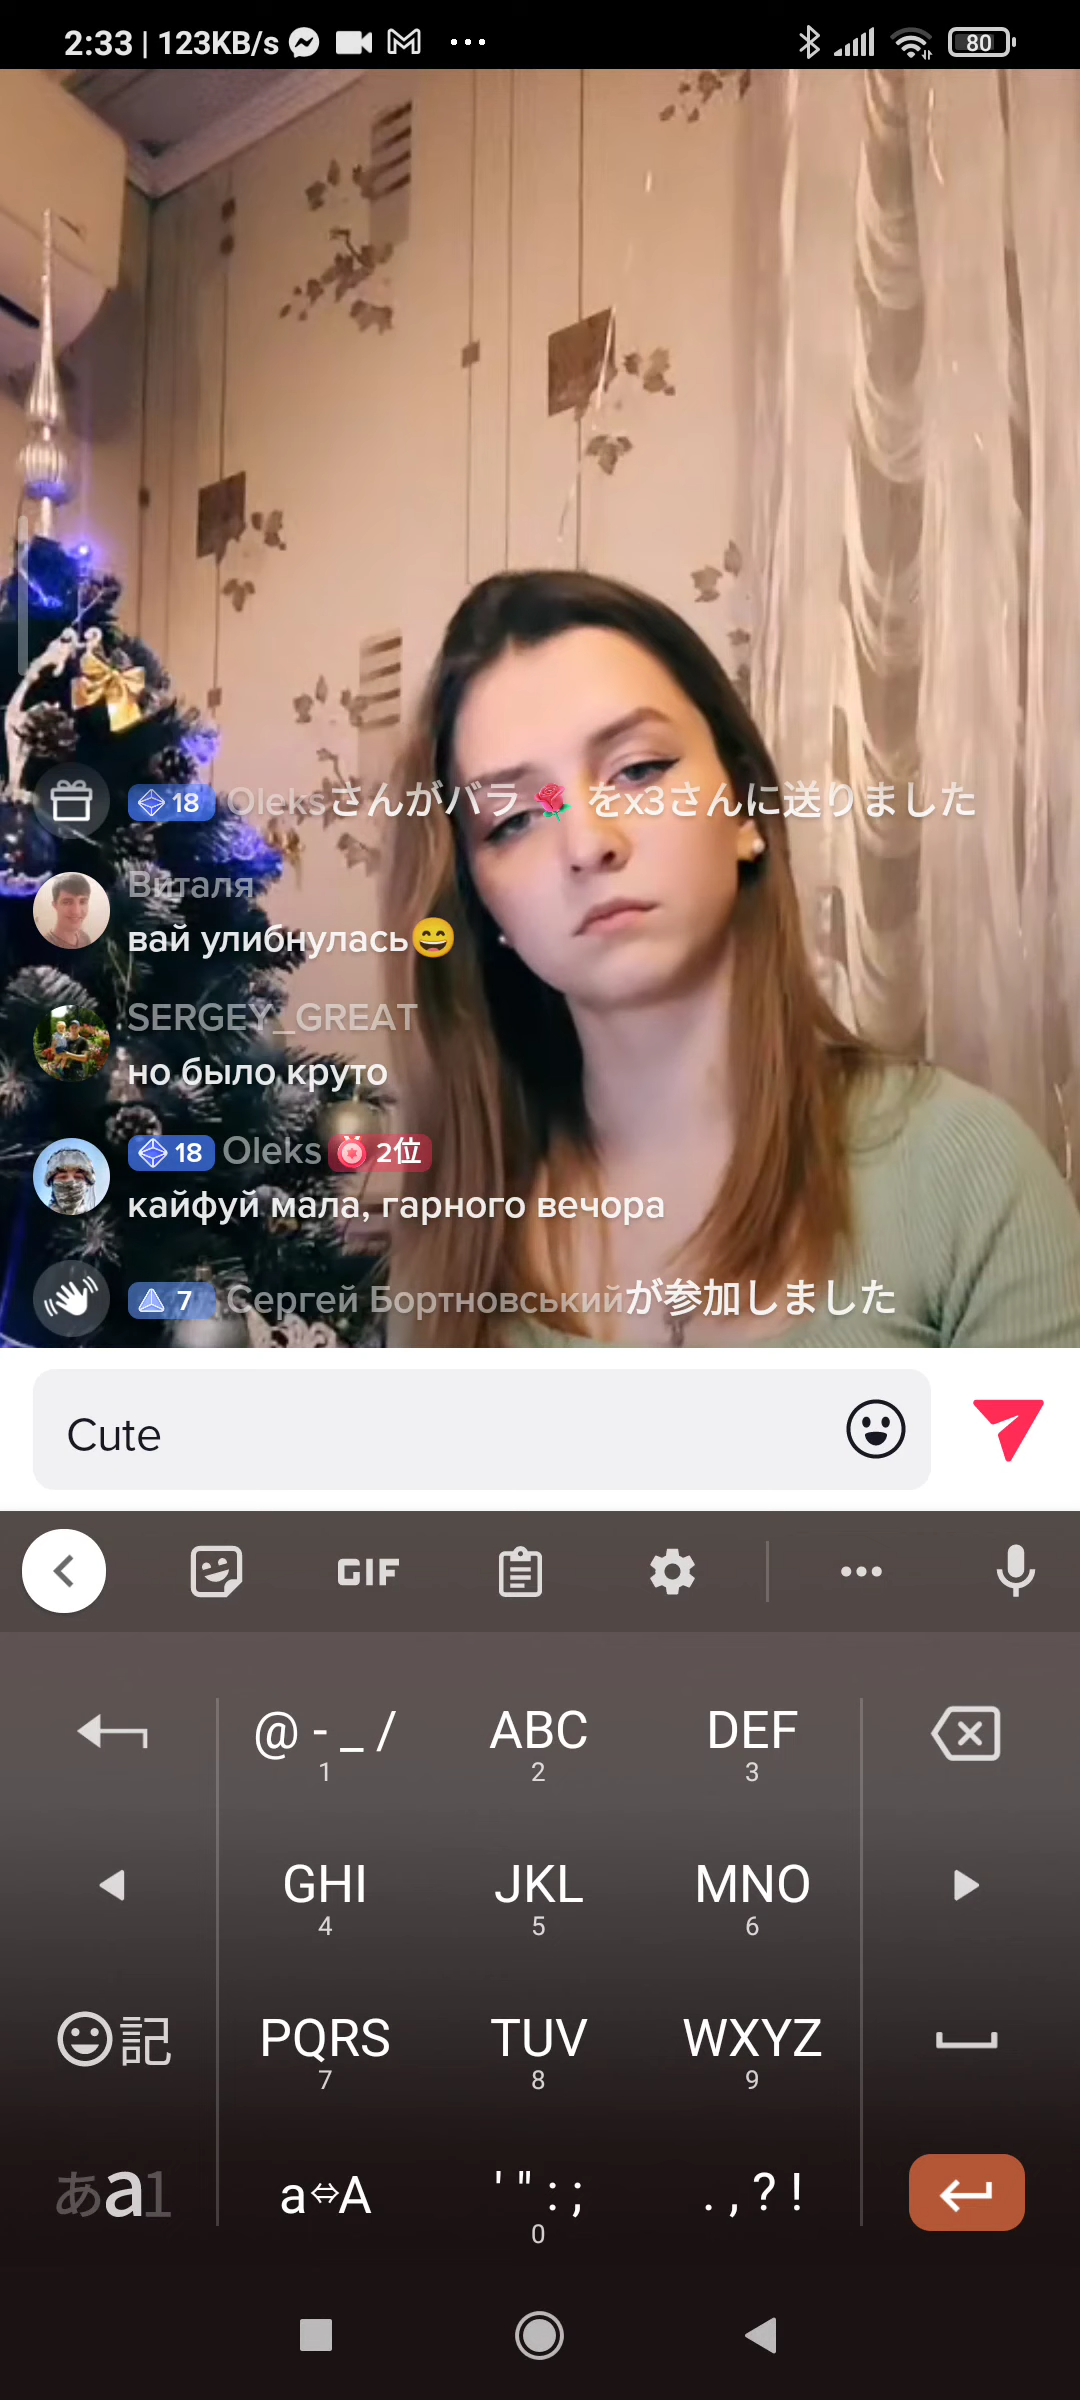 2:33 | 123KB/s
80
18 Oleksさんがバラ🌹をx3さんに送りました
Виталя
вай улибнулась😄
SERGEY_GREAT
но было круто
18 Oleks 2位
кайфуй мала, гарного вечора
7 Сергей Бортновськийが参加しました
Cute
GIF
@ - _ / ABC DEF
1 2 3
GHI JKL MNO
4 5 6
記 PQRS TUV WXYZ
7 8 9
あa1 a⇔A ' " : ; . , ? !
0